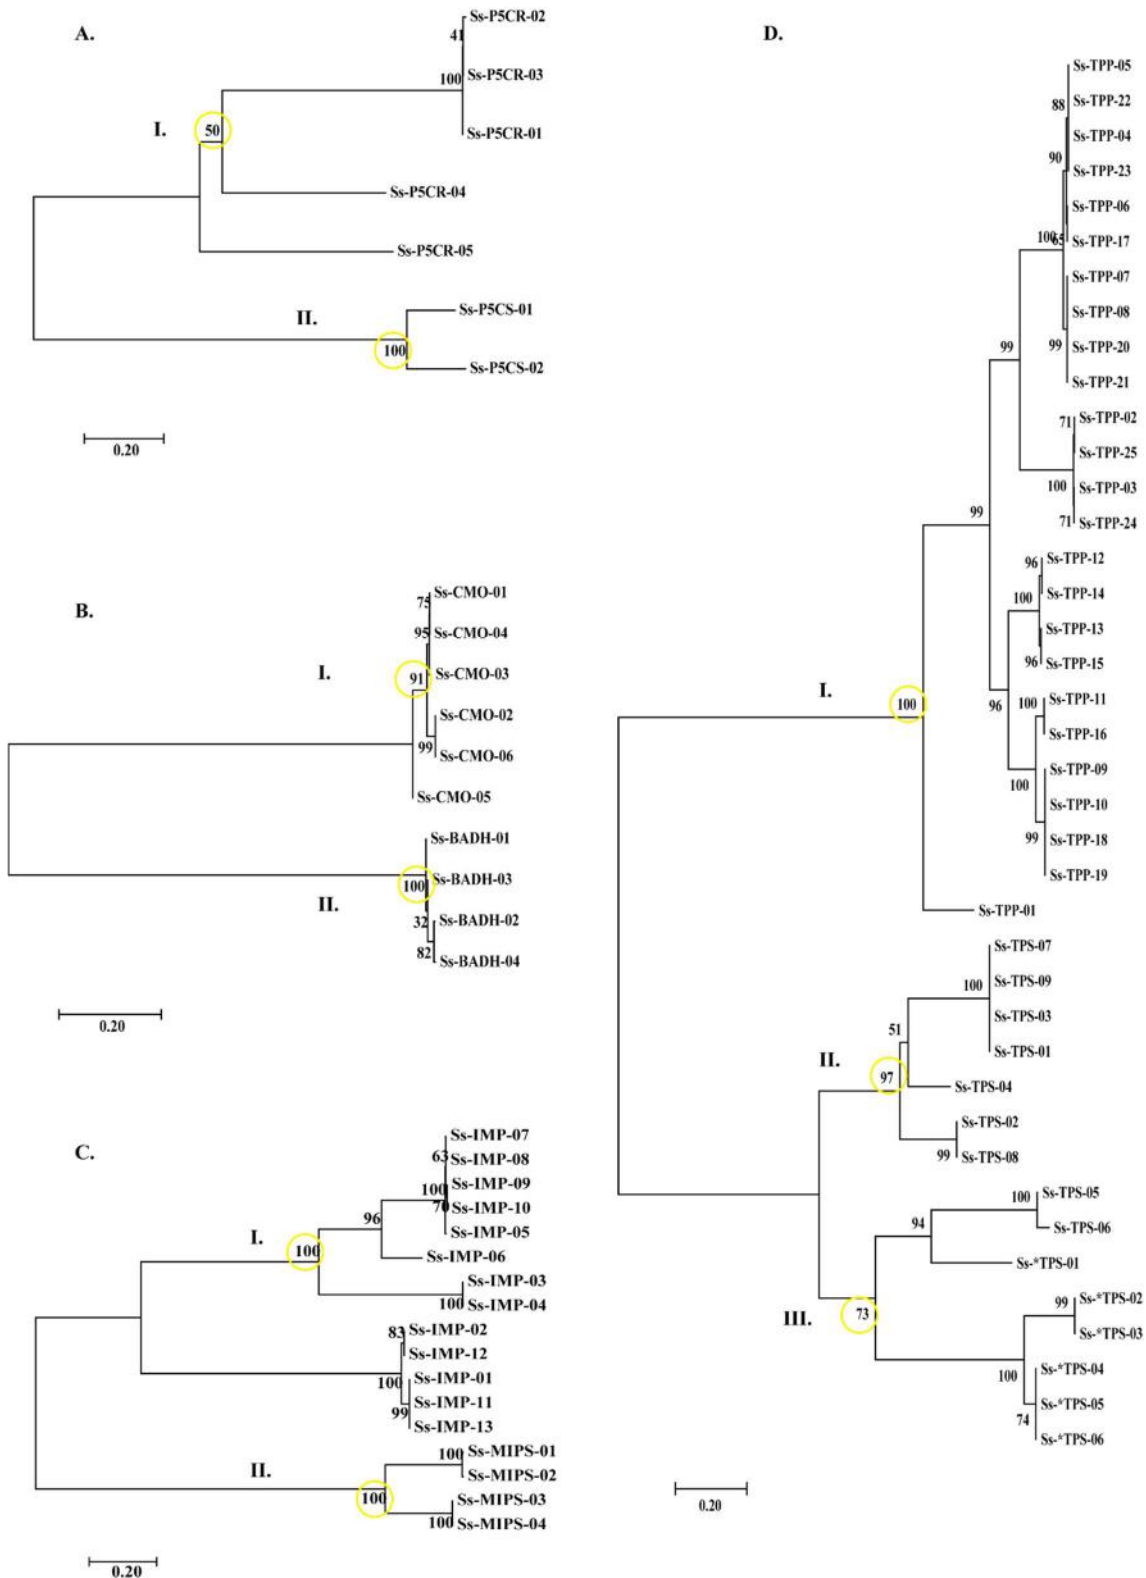 A.
Ss-P5CR-02
41
100
Ss-P5CR-03
I.
50
Ss-P5CR-01
Ss-P5CR-04
Ss-P5CR-05
II.
Ss-P5CS-01
100
Ss-P5CS-02
0.20
B.
Ss-CMO-01
75
95
Ss-CMO-04
I.
91
Ss-CMO-03
Ss-CMO-02
99
Ss-CMO-06
Ss-CMO-05
Ss-BADH-01
100
Ss-BADH-03
II.
32
Ss-BADH-02
82
Ss-BADH-04
0.20
C.
Ss-IMP-07
63
Ss-IMP-08
100
Ss-IMP-09
70
Ss-IMP-10
96
Ss-IMP-05
I.
100
Ss-IMP-06
Ss-IMP-03
100
Ss-IMP-04
83
Ss-IMP-02
Ss-IMP-12
100
Ss-IMP-01
Ss-IMP-11
99
Ss-IMP-13
100
Ss-MIPS-01
II.
Ss-MIPS-02
100
Ss-MIPS-03
100
Ss-MIPS-04
0.20
D.
Ss-TPP-05
88
Ss-TPP-22
Ss-TPP-04
90
Ss-TPP-23
Ss-TPP-06
100
65
Ss-TPP-17
Ss-TPP-07
Ss-TPP-08
99
99
Ss-TPP-20
Ss-TPP-21
71
Ss-TPP-02
Ss-TPP-25
100
Ss-TPP-03
99
71
Ss-TPP-24
96
Ss-TPP-12
100
Ss-TPP-14
Ss-TPP-13
96
Ss-TPP-15
I.
100
96
100
Ss-TPP-11
Ss-TPP-16
Ss-TPP-09
100
Ss-TPP-10
99
Ss-TPP-18
Ss-TPP-19
Ss-TPP-01
Ss-TPS-07
100
Ss-TPS-09
Ss-TPS-03
51
Ss-TPS-01
II.
97
Ss-TPS-04
Ss-TPS-02
99
Ss-TPS-08
100
Ss-TPS-05
94
Ss-TPS-06
Ss-*TPS-01
99
Ss-*TPS-02
III.
73
Ss-*TPS-03
100
Ss-*TPS-04
Ss-*TPS-05
74
Ss-*TPS-06
0.20